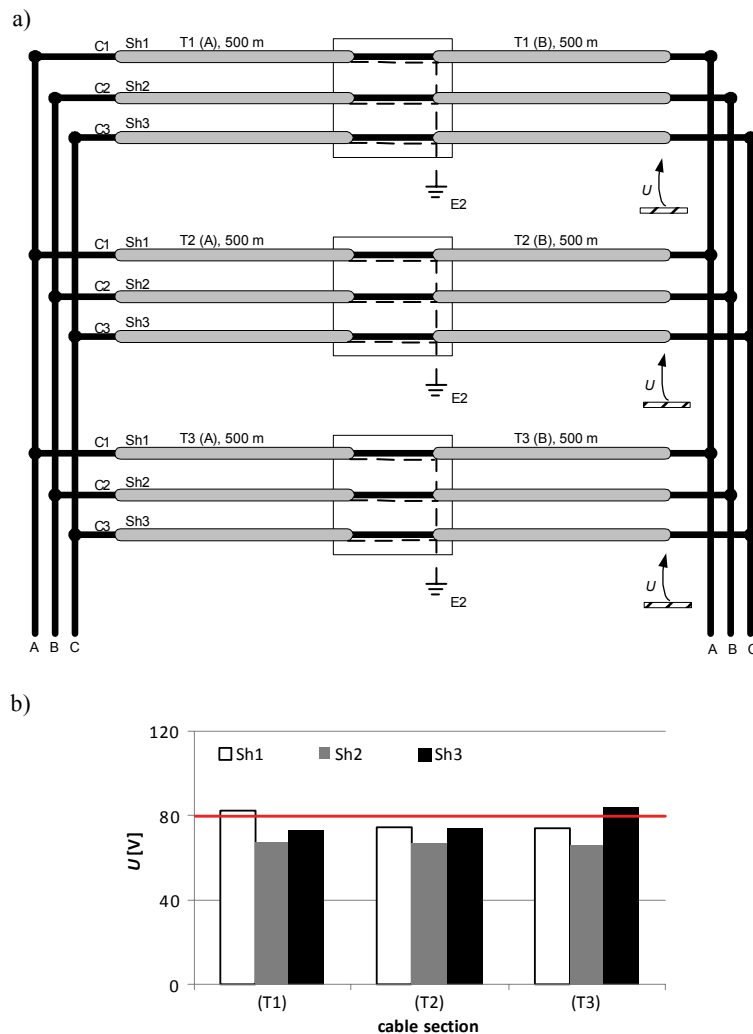 a)
C1 Sh1 T1 (A), 500 m T1 (B), 500 m
C2 Sh2
C3 Sh3
U
E2
C1 Sh1 T2 (A), 500 m T2 (B), 500 m
C2 Sh2
C3 Sh3
U
E2
C1 Sh1 T3 (A), 500 m T3 (B), 500 m
C2 Sh2
C3 Sh3
U
E2
A B C A B C
b)
120
Sh1 Sh2 Sh3
80
U [V]
40
0
(T1) (T2) (T3)
cable section